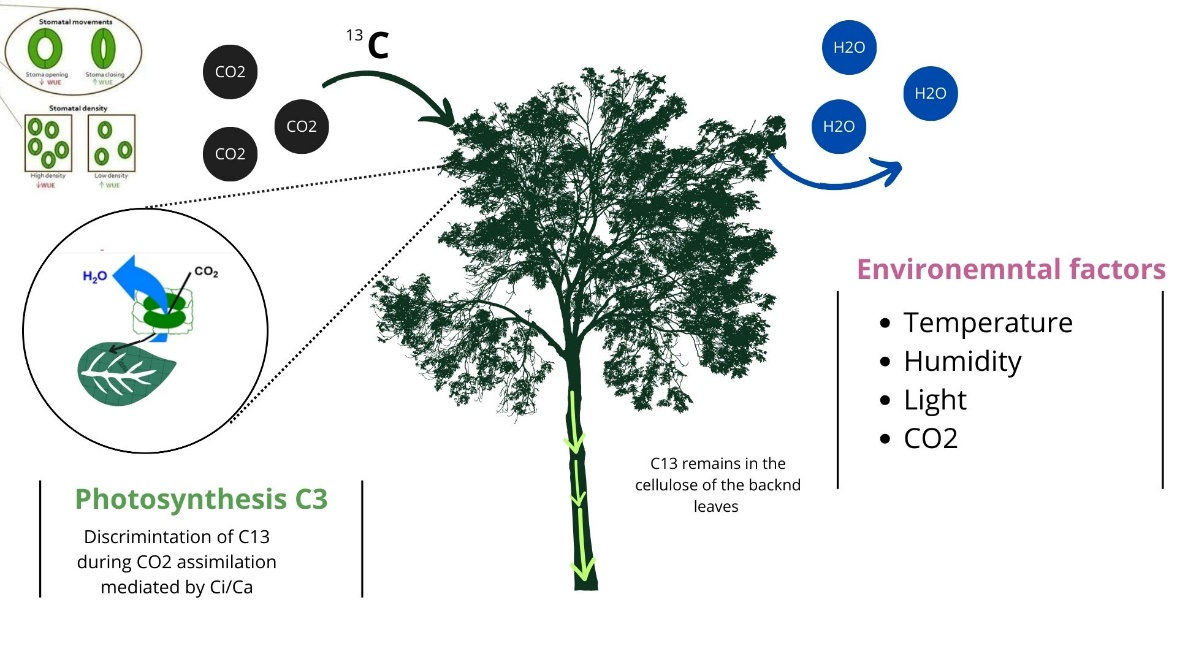 Stomatal movements
Stoma opening
Stoma closing
↓ WUE
↑ WUE
Stomatal density
High density
Low density
↓WUE
↑ WUE
CO2
CO2
CO2
13C
H2O
H2O
H2O
H₂O
CO₂
Photosynthesis C3
Discrimintation of C13
during CO2 assimilation
mediated by Ci/Ca
C13 remains in the
cellulose of the backnd
leaves
Environemntal factors
• Temperature
• Humidity
• Light
• CO2